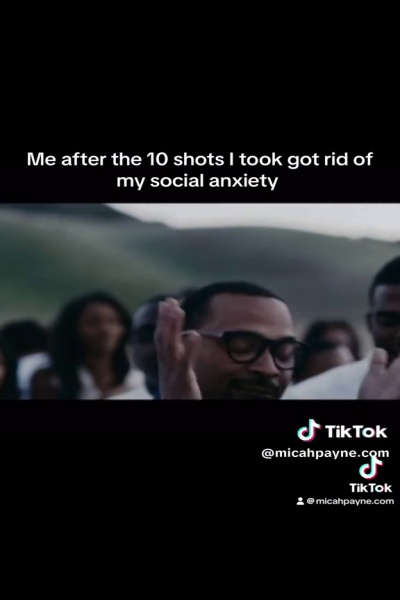 Me after the 10 shots I took got rid of
my social anxiety
TikTok
@micahpayne.com
TikTok
@micahpayne.com